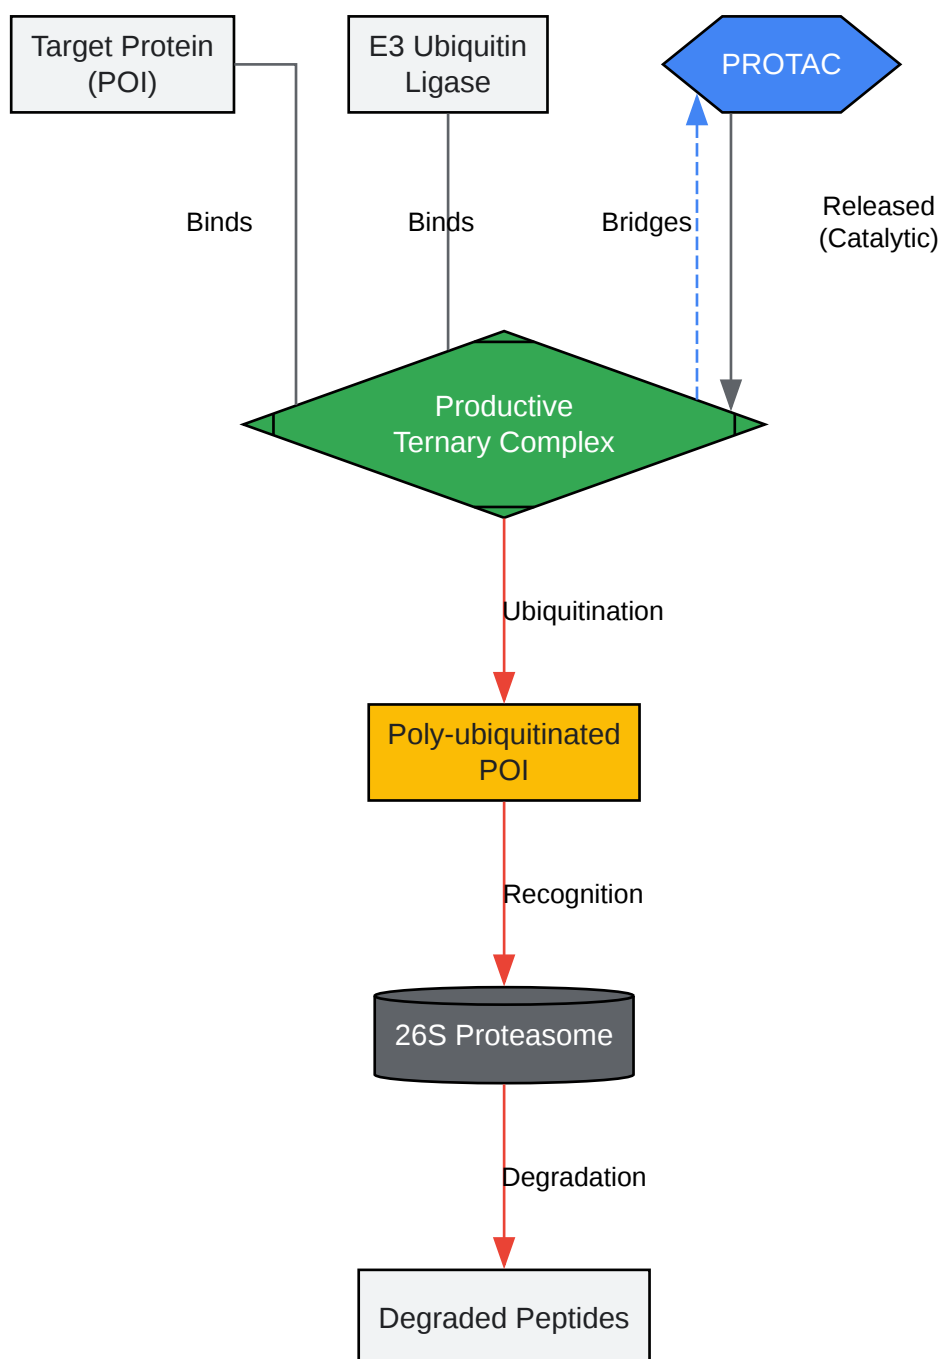 Target Protein
(POI)
E3 Ubiquitin
Ligase
PROTAC
Binds
Binds
Bridges
Released
(Catalytic)
Productive
Ternary Complex
Ubiquitination
Poly-ubiquitinated
POI
Recognition
26S Proteasome
Degradation
Degraded Peptides